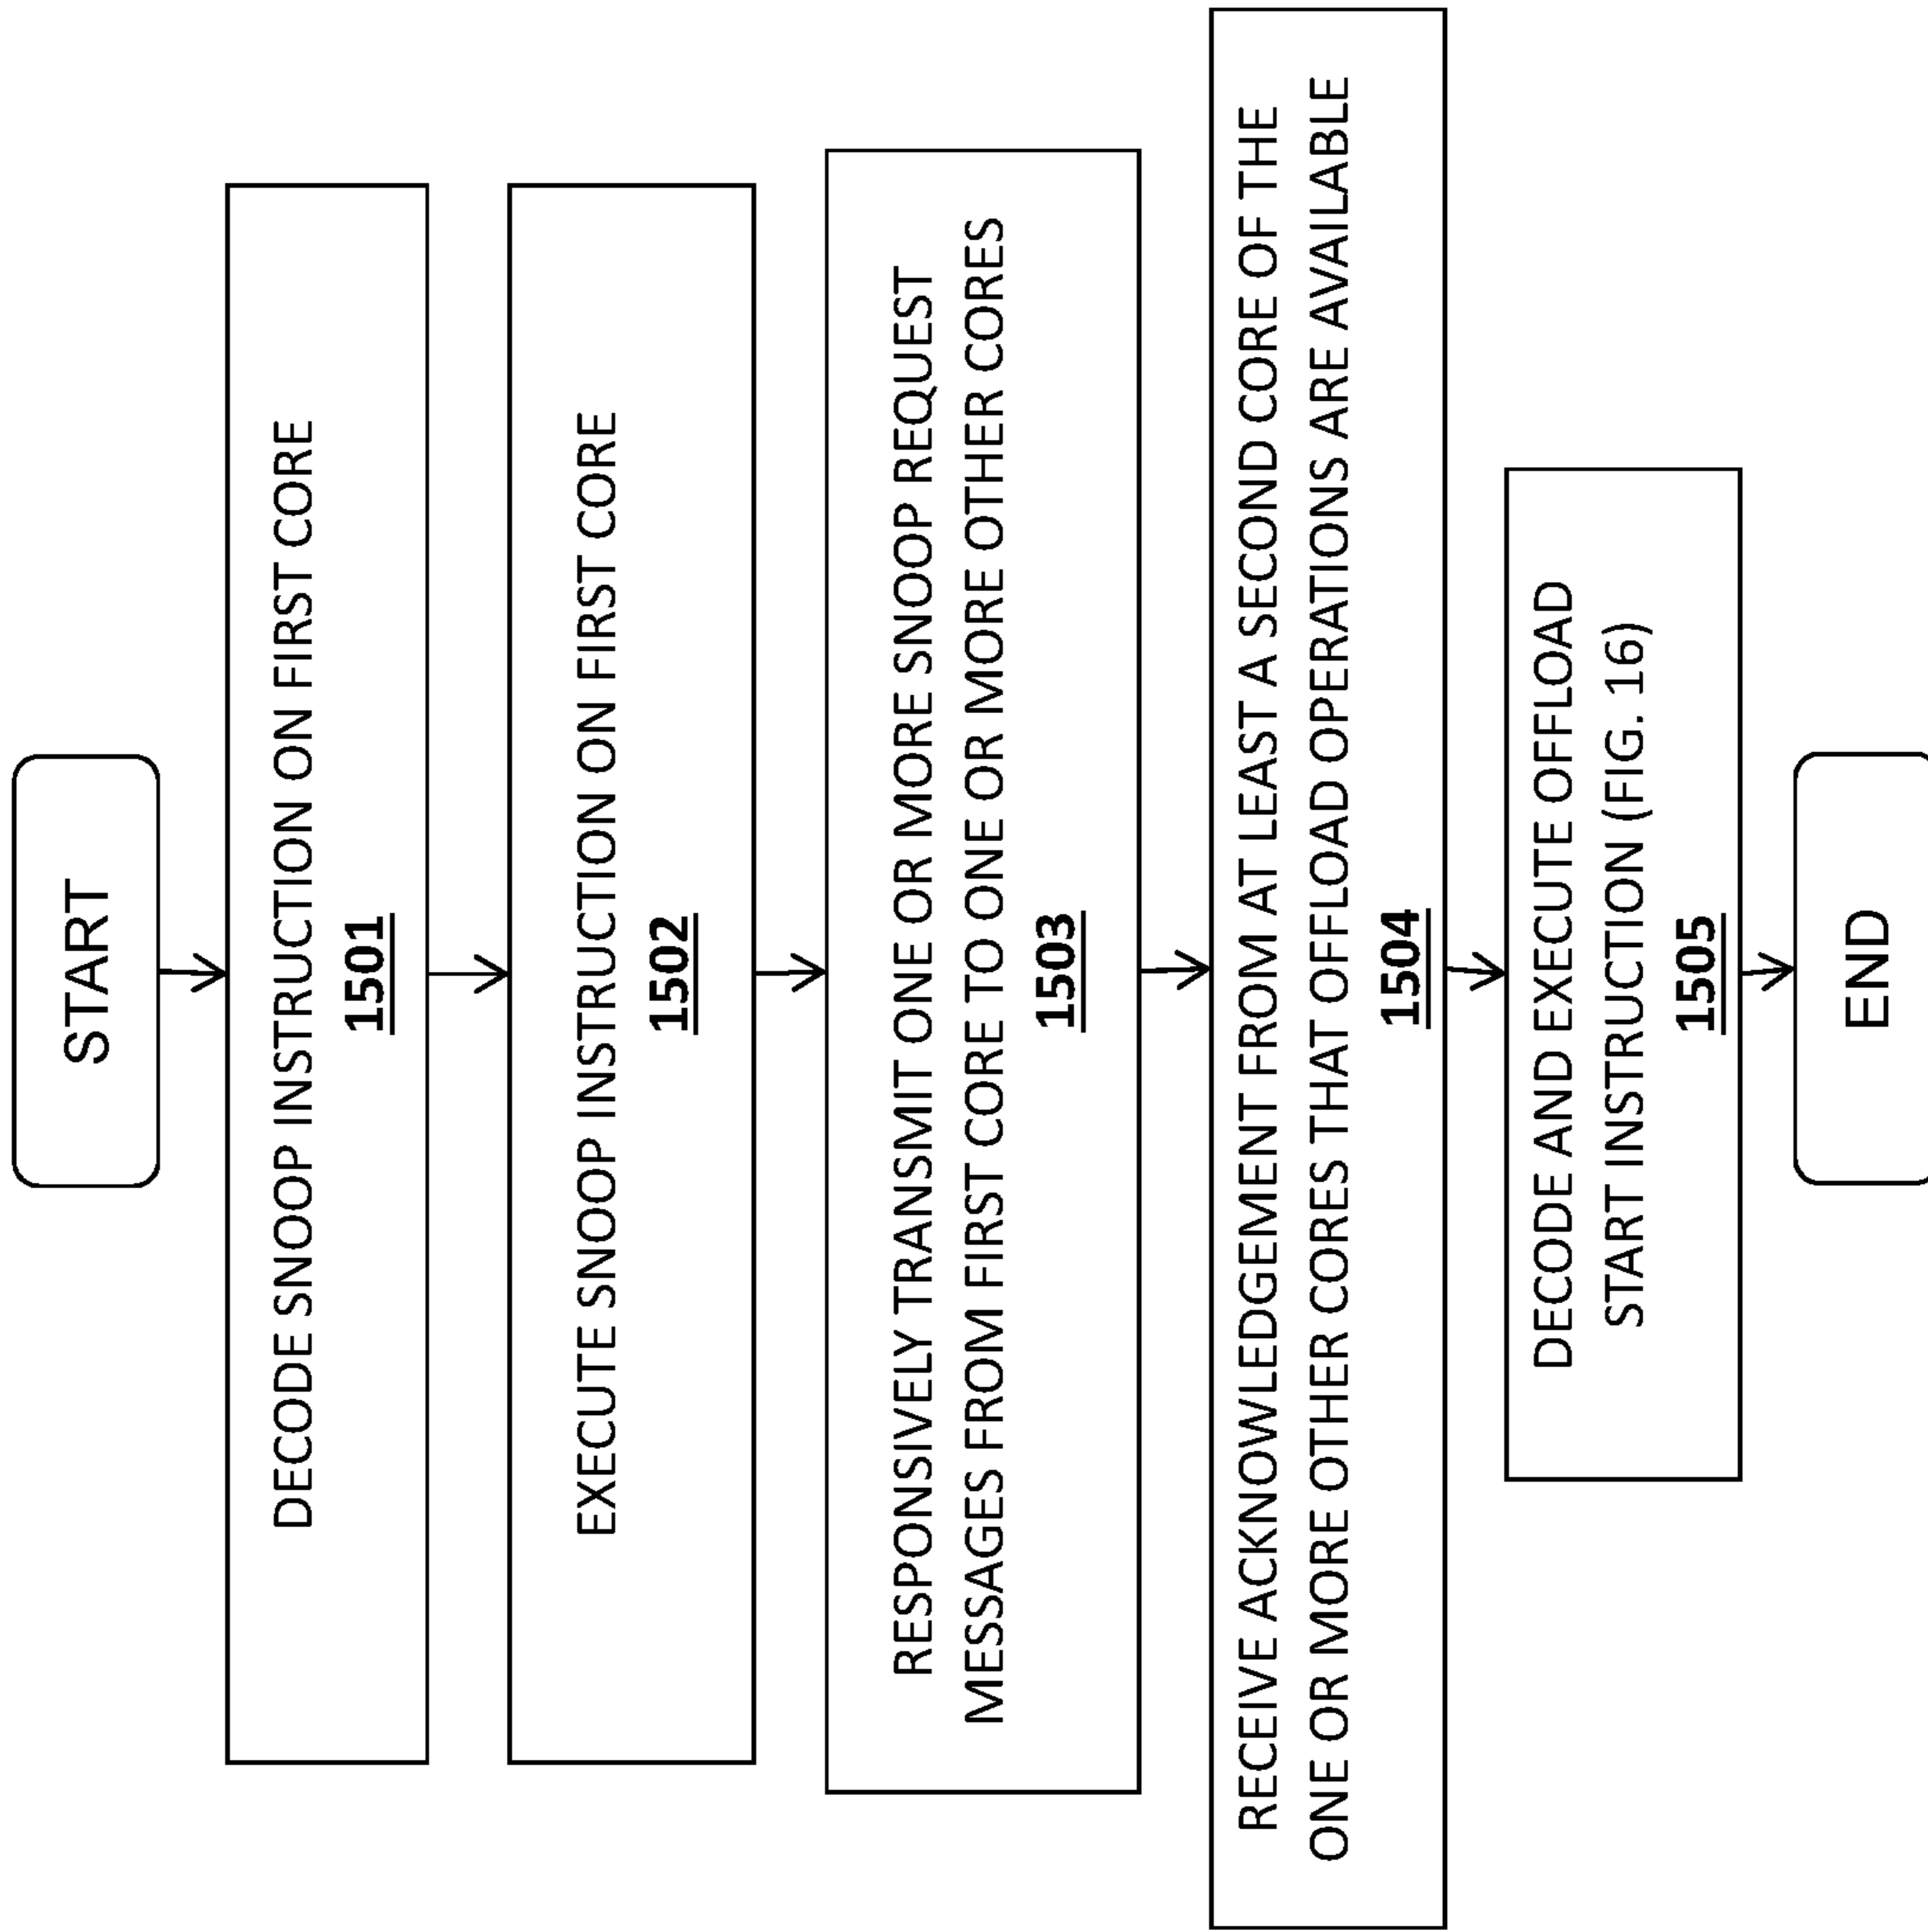 START
DECODE SNOOP INSTRUCTION ON FIRST CORE
1501
EXECUTE SNOOP INSTRUCTION ON FIRST CORE
1502
RESPONSIVELY TRANSMIT ONE OR MORE SNOOP REQUEST
MESSAGES FROM FIRST CORE TO ONE OR MORE OTHER CORES
1503
RECEIVE ACKNOWLEDGEMENT FROM AT LEAST A SECOND CORE OF THE
ONE OR MORE OTHER CORES THAT OFFLOAD OPERATIONS ARE AVAILABLE
1504
DECODE AND EXECUTE OFFLOAD
START INSTRUCTION (FIG. 16)
1505
END